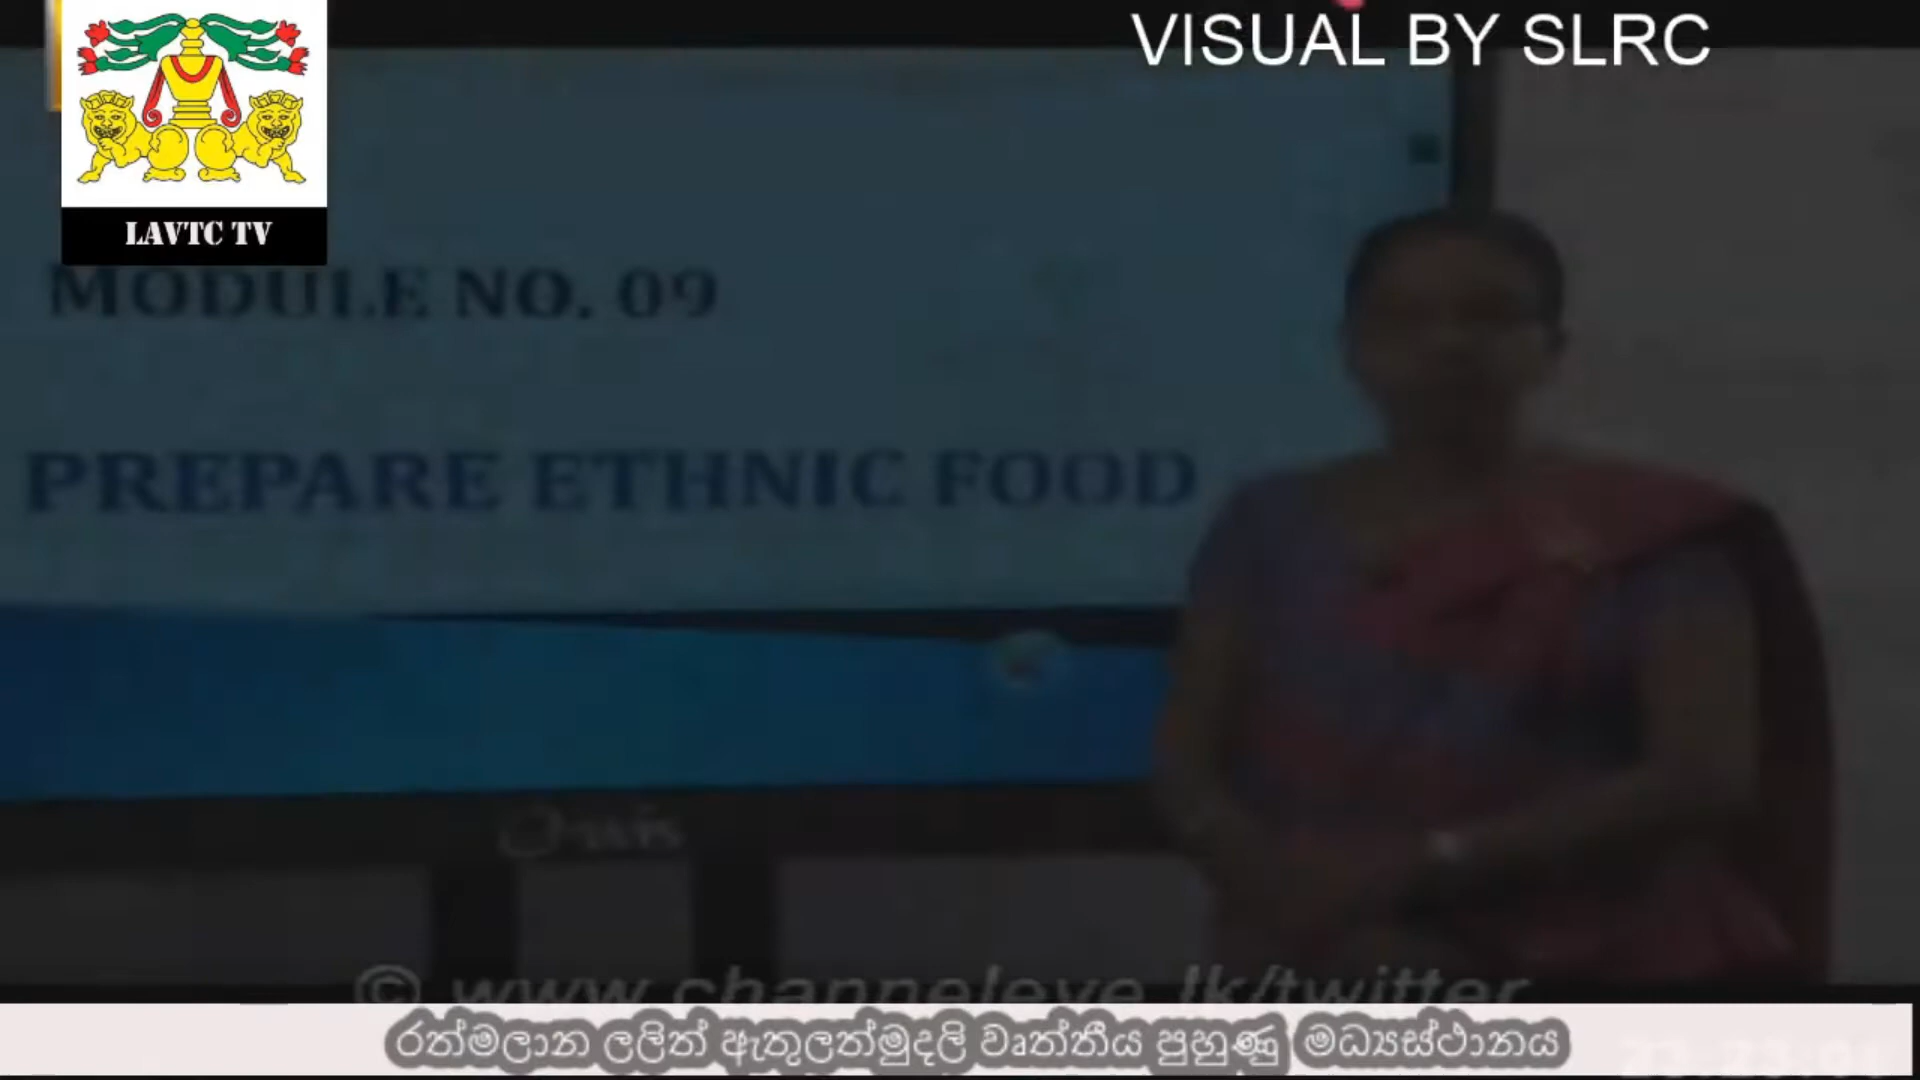 VISUAL BY SLRC
LAVTC TV
MODULE NO. 09
PREPARE ETHNIC FOOD
© www.channeleye.lk/twitter
රත්මලාන ලලිත් ඇතුලත්මුදලි වෘත්තීය පුහුණු මධ්‍යස්ථානය